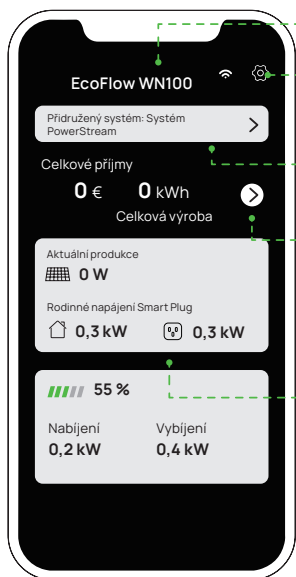 EcoFlow WN100
Přidružený systém: Systém
PowerStream
Celkové příjmy
0 € 0 kWh
Celková výroba
Aktuální produkce
0 W
Rodinné napájení Smart Plug
0,3 kW 0,3 kW
55 %
Nabíjení Vybíjení
0,2 kW 0,4 kW